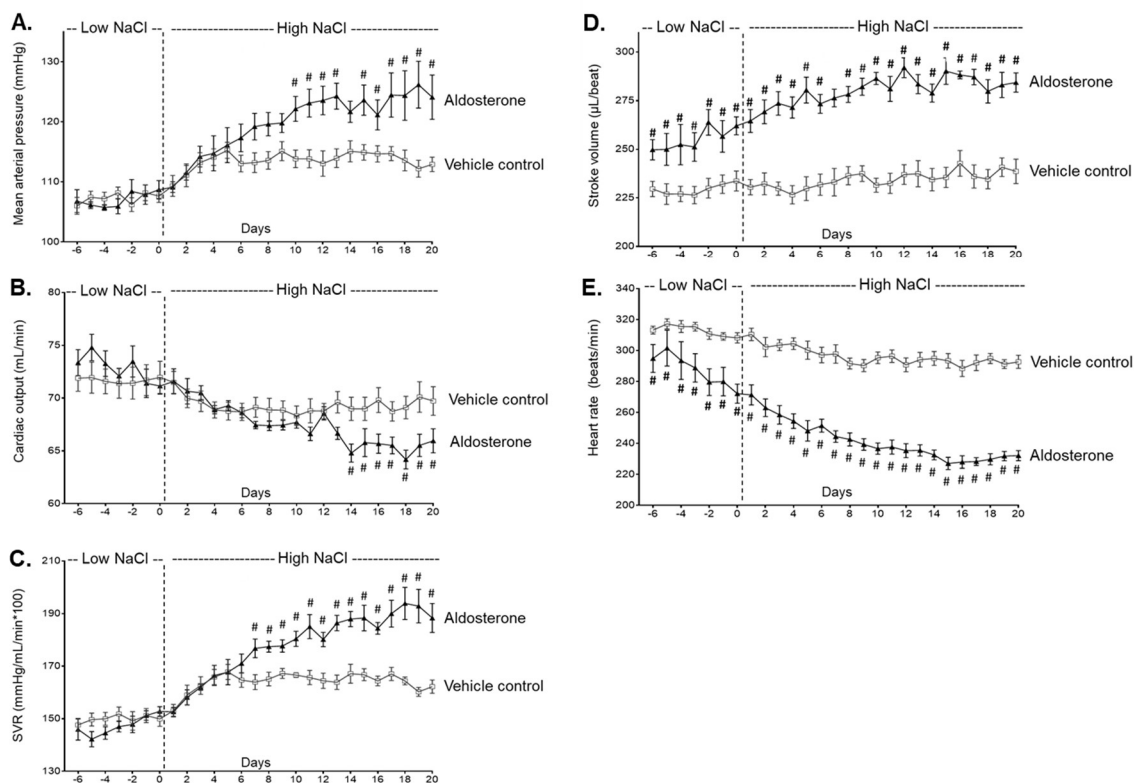 A.
-- Low NaCl -- ---------------- High NaCl ----------------
Mean arterial pressure (mmHg)
130
120
110
100
# # # # # # # # # #
Aldosterone
Vehicle control
Days
-6 -4 -2 0 2 4 6 8 10 12 14 16 18 20
B.
-- Low NaCl -- ---------------- High NaCl ----------------
Cardiac output (mL/min)
80
75
70
65
60
Vehicle control
Aldosterone
# # # # # # #
Days
-6 -4 -2 0 2 4 6 8 10 12 14 16 18 20
C.
-- Low NaCl -- ---------------- High NaCl ----------------
SVR (mmHg/mL/min*100)
210
190
170
150
130
# # # # # # # # # # # # # #
Aldosterone
Vehicle control
Days
-6 -4 -2 0 2 4 6 8 10 12 14 16 18 20
D.
-- Low NaCl -- ---------------- High NaCl ----------------
Stroke volume (µL/beat)
300
275
250
225
200
# # # # # # # # # # # # # # # # # # # # # # # # # # #
Aldosterone
Vehicle control
Days
-6 -4 -2 0 2 4 6 8 10 12 14 16 18 20
E.
-- Low NaCl -- ---------------- High NaCl ----------------
Heart rate (beats/min)
340
320
300
280
260
240
220
200
Vehicle control
Aldosterone
# # # # # # # # # # # # # # # # # # # # # # # # # # #
Days
-6 -4 -2 0 2 4 6 8 10 12 14 16 18 20